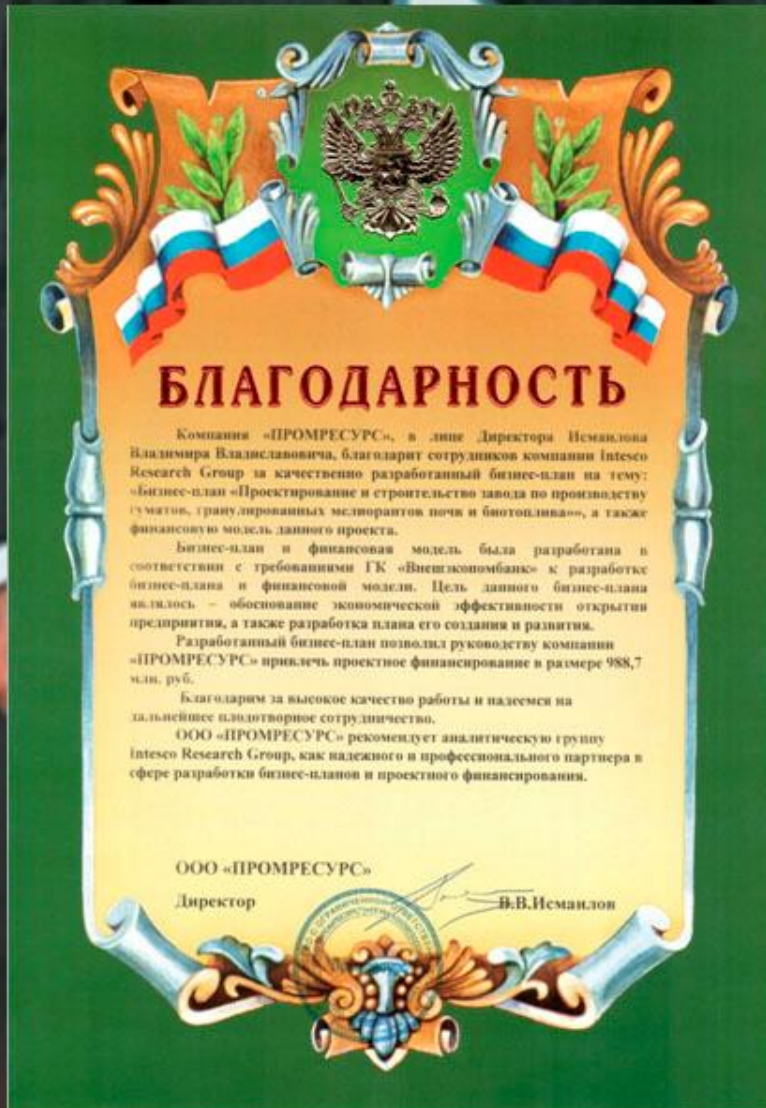 БЛАГОДАРНОСТЬ
Компания «ПРОМРЕСУРС», в лице Директора Исмаилова
Владимира Владиславовича, благодарит сотрудников компании Intesco
Research Group за качественно разработанный бизнес-план на тему:
«Бизнес-план «Проектирование и строительство завода по производству
гуматов, гранулированных мелиорантов почв и биотоплива»», а также
финансовую модель данного проекта.
Бизнес-план и финансовая модель была разработана в
соответствии с требованиями ГК «Внешэкономбанк» к разработке
бизнес-плана и финансовой модели. Цель данного бизнес-плана
являлось – обоснование экономической эффективности открытия
предприятия, а также разработка плана его создания и развития.
Разработанный бизнес-план позволил руководству компании
«ПРОМРЕСУРС» привлечь проектное финансирование в размере 988,7
млн. руб.
Благодарим за высокое качество работы и надеемся на
дальнейшее плодотворное сотрудничество.
ООО «ПРОМРЕСУРС» рекомендует аналитическую группу
Intesco Research Group, как надежного и профессионального партнера в
сфере разработки бизнес-планов и проектного финансирования.
ООО «ПРОМРЕСУРС»
Директор В.В.Исмаилов